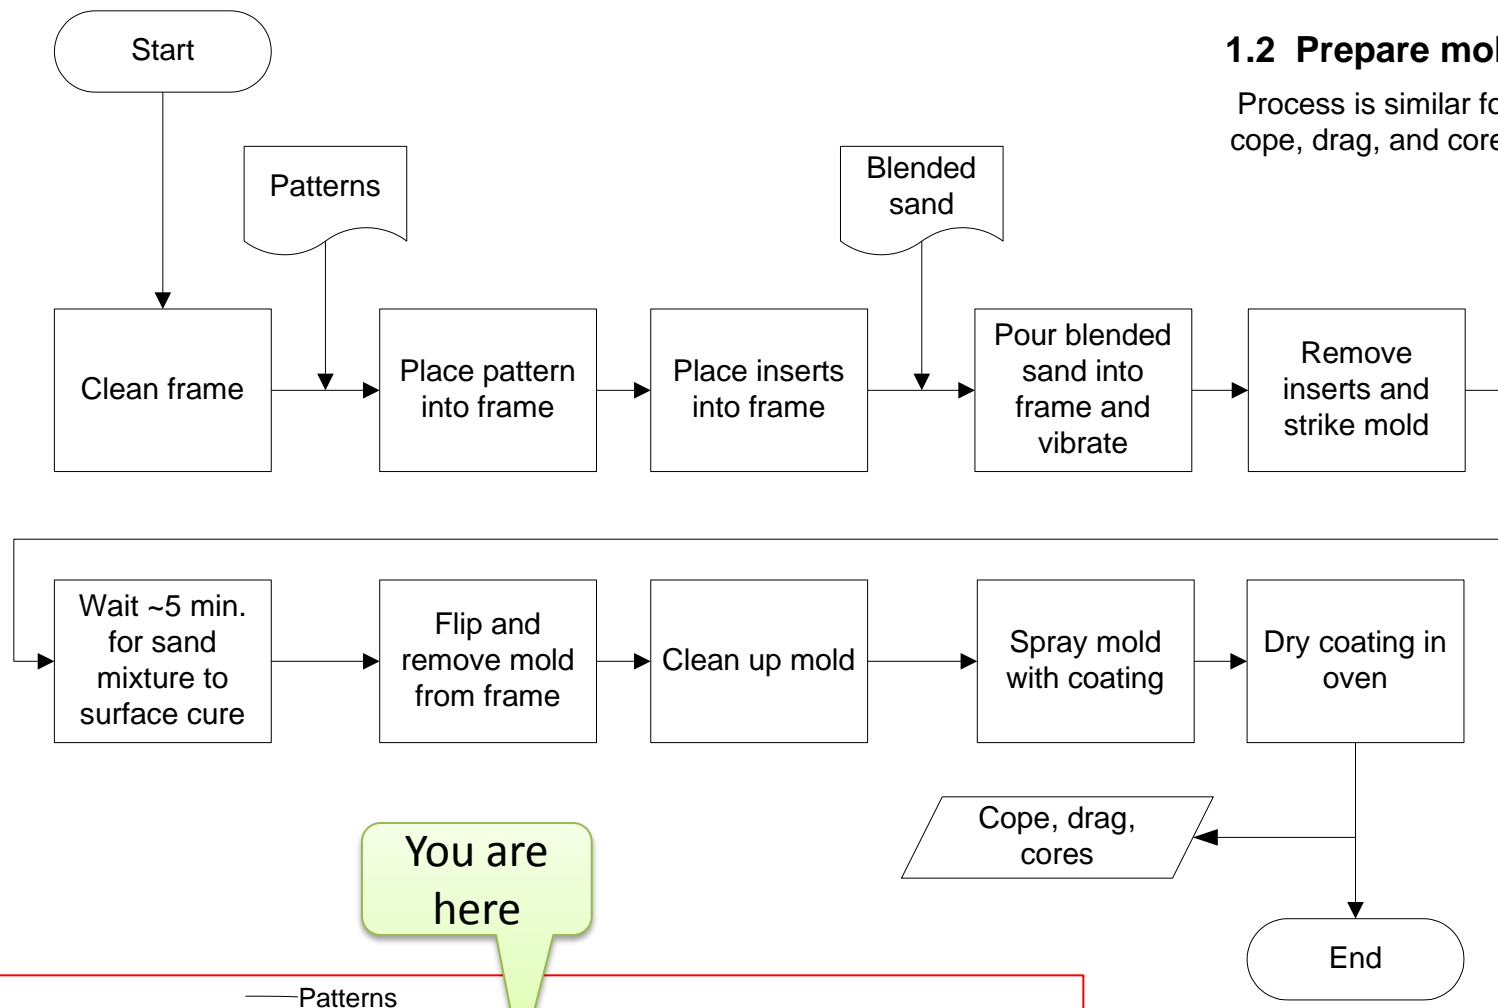 Start
1.2 Prepare mol
Process is similar fo
cope, drag, and core
Patterns
Blended
sand
Clean frame
Place pattern
into frame
Place inserts
into frame
Pour blended
sand into
frame and
vibrate
Remove
inserts and
strike mold
Wait ~5 min.
for sand
mixture to
surface cure
Flip and
remove mold
from frame
Clean up mold
Spray mold
with coating
Dry coating in
oven
Cope, drag,
cores
You are
here
End
Patterns